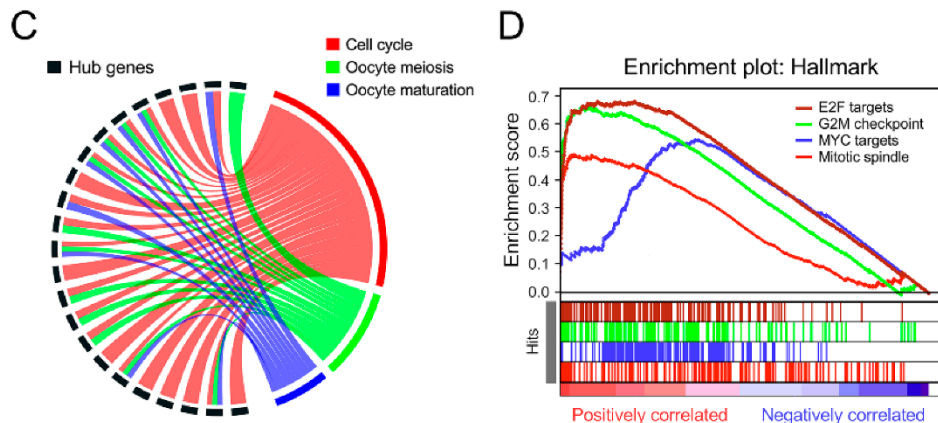 C
Hub genes
Cell cycle
Oocyte meiosis
Oocyte maturation
D
Enrichment plot: Hallmark
Enrichment score
0.7
0.6
0.5
0.4
0.3
0.2
0.1
0.0
E2F targets
G2M checkpoint
MYC targets
Mitotic spindle
Hits
Positively correlated
Negatively correlated